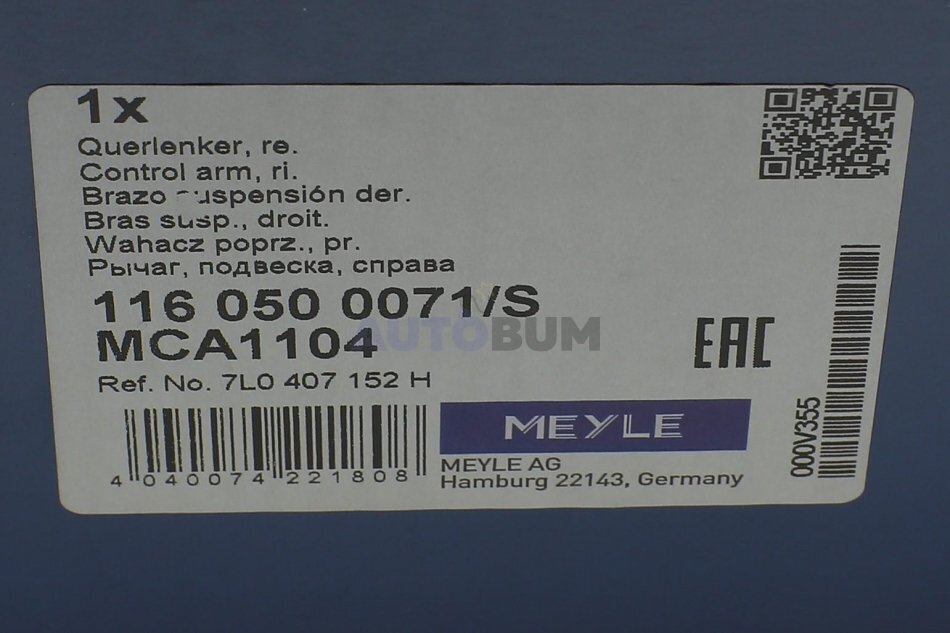 1x
Querlenker, re.
Control arm, ri.
Brazo suspensión der.
Bras susp., droit.
Wahacz poprz., pr.
Рычаг, подвеска, справа
116 050 0071/S
MCA1104
AUTOBUM
Ref. No. 7L0 407 152 H
EAC
MEYLE
MEYLE AG
Hamburg 22143, Germany
4 040074 221808
000V355